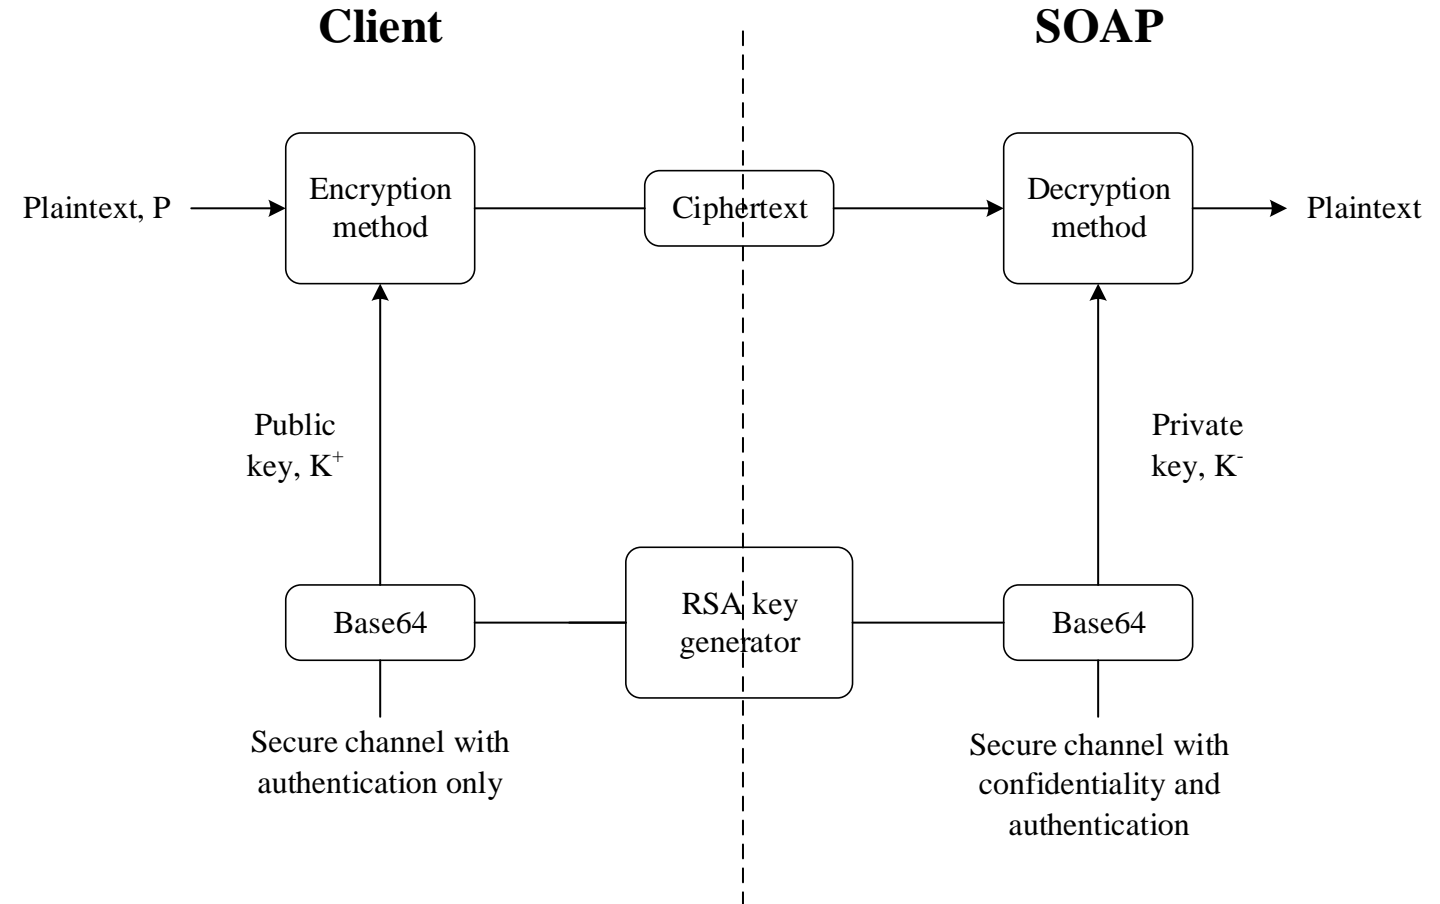 Client
SOAP
Plaintext, P
Encryption
method
Ciphertext
Decryption
method
Plaintext
Public
key, K⁺
Private
key, K⁻
Base64
RSA key
generator
Base64
Secure channel with
authentication only
Secure channel with
confidentiality and
authentication